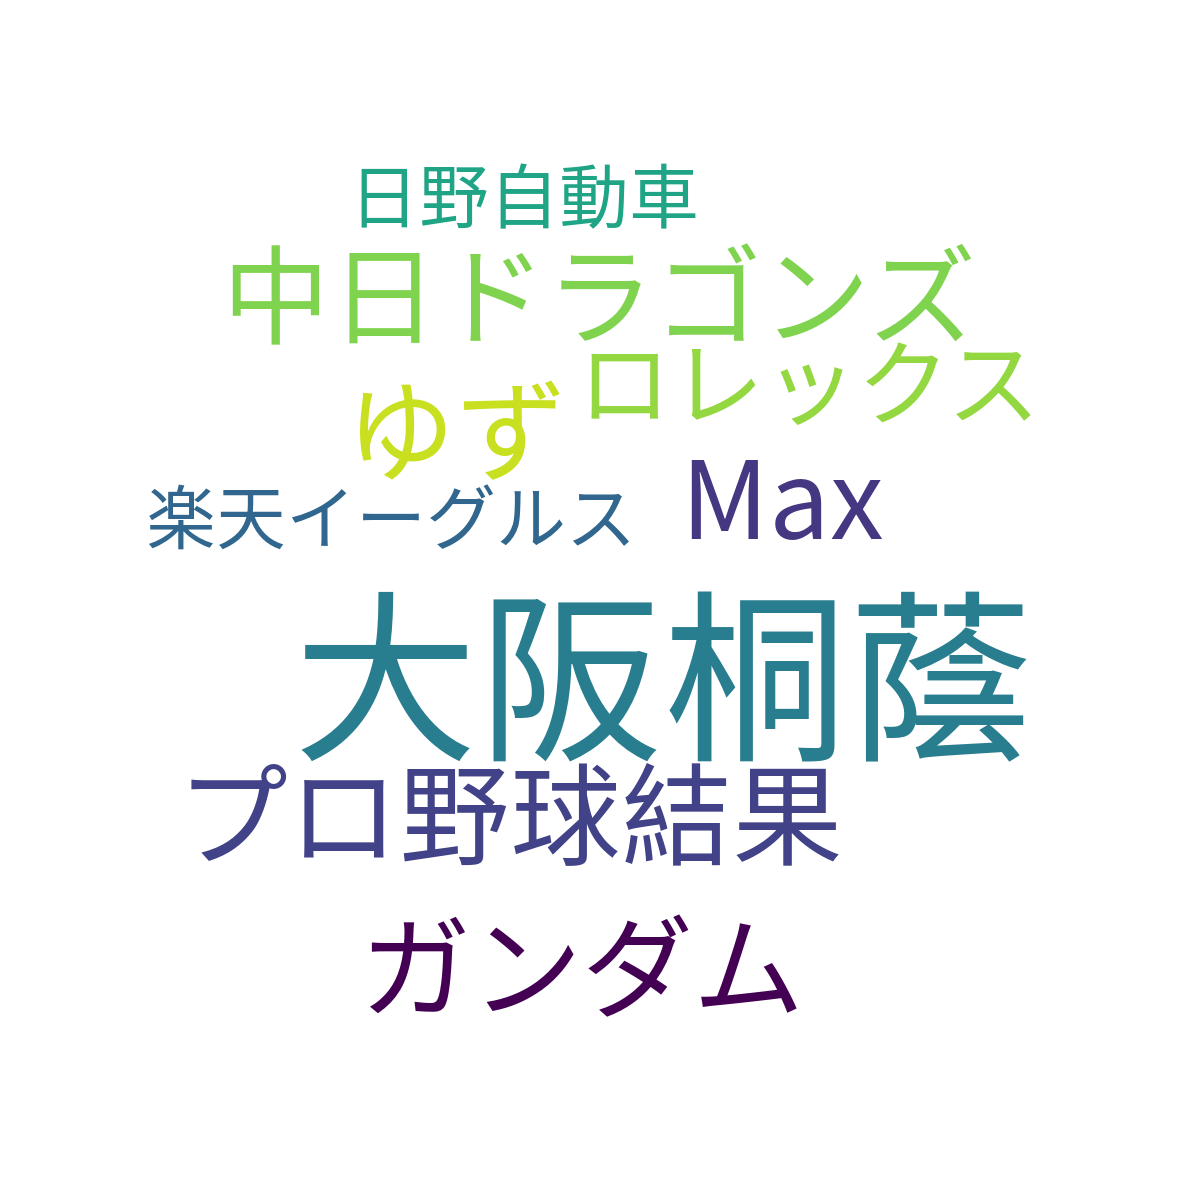 日野自動車
中日ドラゴンズ
ロレックス
ゆず
Max
楽天イーグルス
大阪桐蔭
プロ野球結果
ガンダム